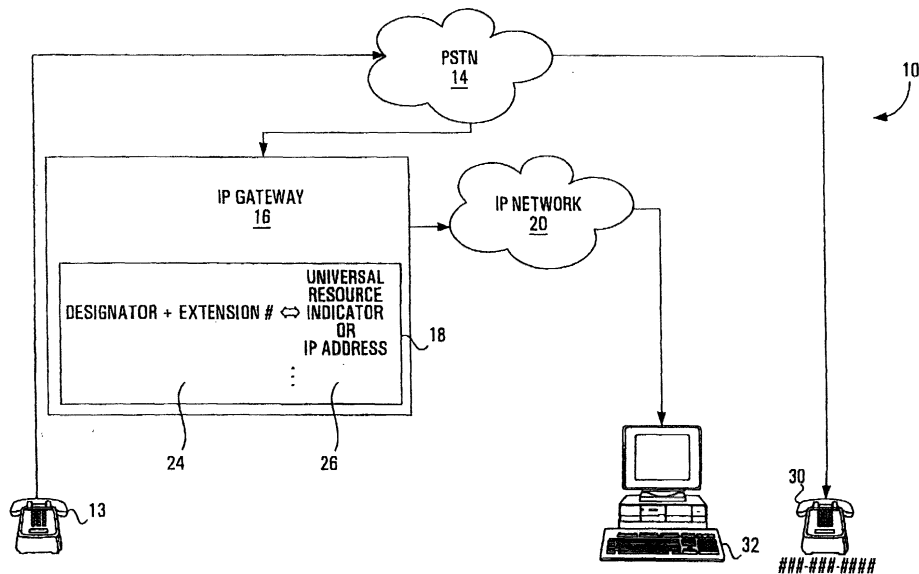 PSTN
14
10
IP GATEWAY
16
IP NETWORK
20
UNIVERSAL
RESOURCE
DESIGNATOR + EXTENSION # ⇔ INDICATOR
OR
IP ADDRESS
18
24
26
13
32
30
###-###-####